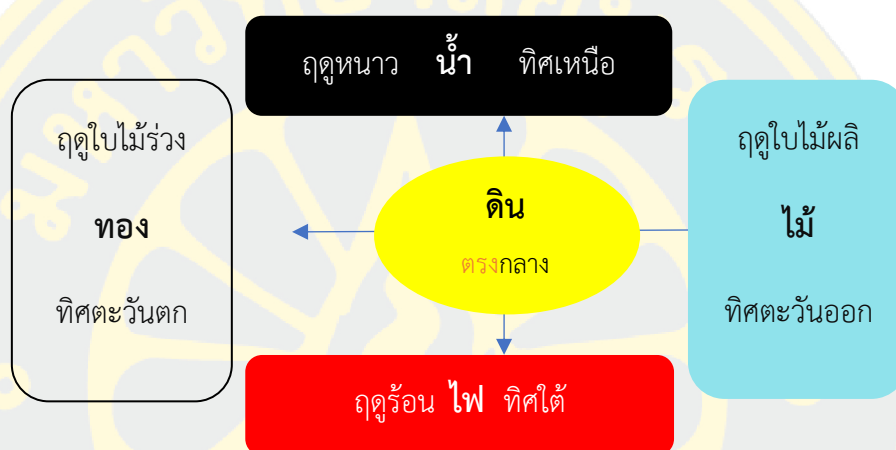 ฤดูหนาว น้ำ ทิศเหนือ
ฤดูใบไม้ร่วง
ทอง
ทิศตะวันตก
ดิน
ตรงกลาง
ฤดูใบไม้ผลิ
ไม้
ทิศตะวันออก
ฤดูร้อน ไฟ ทิศใต้